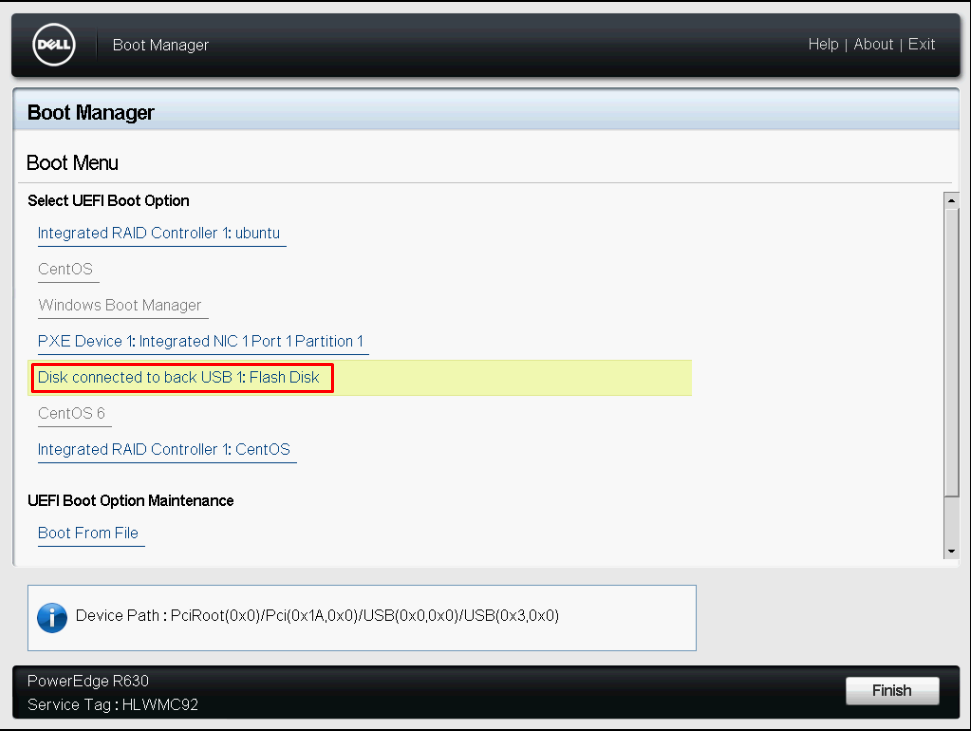 DELL
Boot Manager
Help | About | Exit
Boot Manager
Boot Menu
Select UEFI Boot Option
Integrated RAID Controller 1: ubuntu
CentOS
Windows Boot Manager
PXE Device 1: Integrated NIC 1 Port 1 Partition 1
Disk connected to back USB 1: Flash Disk
CentOS 6
Integrated RAID Controller 1: CentOS
UEFI Boot Option Maintenance
Boot From File
Device Path : PciRoot(0x0)/Pci(0x1A,0x0)/USB(0x0,0x0)/USB(0x3,0x0)
PowerEdge R630
Service Tag : HLWMC92
Finish